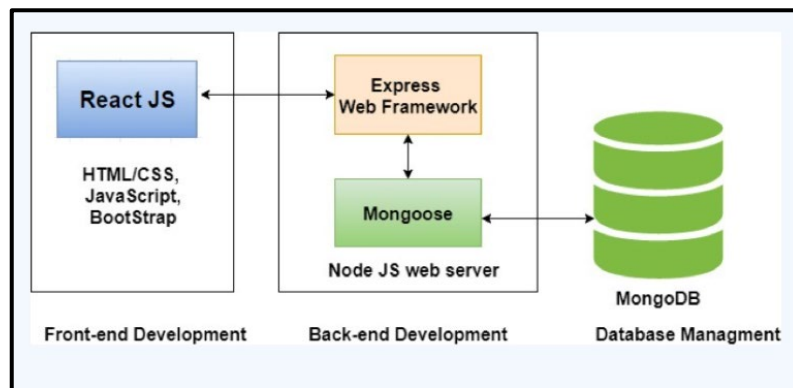 React JS
HTML/CSS,
JavaScript,
BootStrap
Front-end Development
Express
Web Framework
Mongoose
Node JS web server
Back-end Development
MongoDB
Database Managment